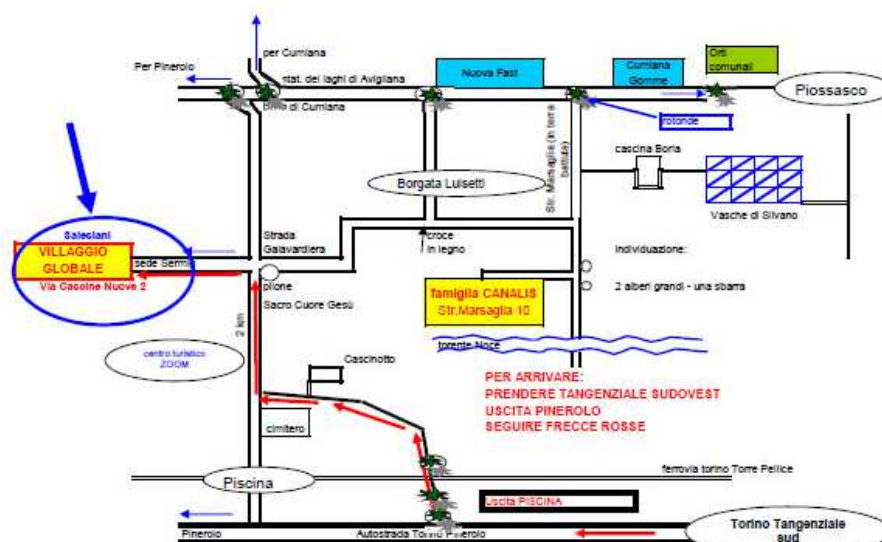 per Cumiana
Per Pinerolo
stat. dei laghi di Avigliana
Bivio di Cumiana
Nuova Fast
Cumiana
Gomme
Orti
comunali
Piossasco
rotonde
Str. Marsaglia (in terra
battuta)
cascina Boria
Borgata Luisetti
Vasche di Silvano
Salesiani
VILLAGGIO
GLOBALE
Via Cascine Nuove 2
sede Sermig
Strada
Galavardiera
croce
in legno
pilone
Sacro Cuore Gesù
individuazione:
2 alberi grandi - una sbarra
famiglia CANALIS
Str.Marsaglia 10
torente Noce
2 km
centro turistico
ZOOM
Cascinotto
cimitero
PER ARRIVARE:
PRENDERE TANGENZIALE SUDOVEST
USCITA PINEROLO
SEGUIRE FRECCE ROSSE
ferrovia torino Torre Pellice
Piscina
Uscita PISCINA
Pinerolo
Autostrada Torino Pinerolo
Torino Tangenziale
sud